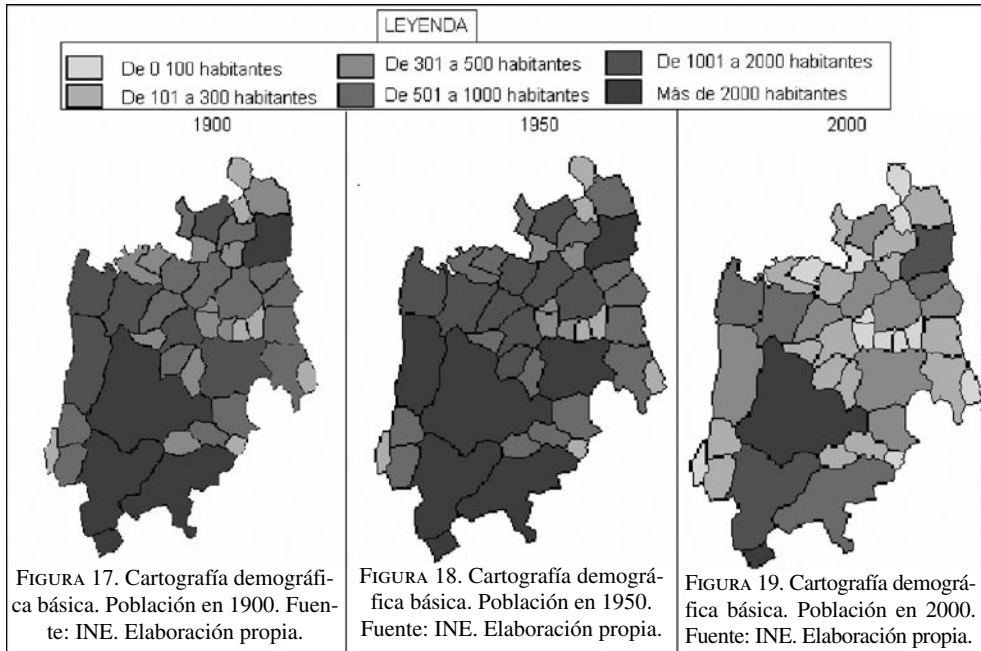 LEYENDA
De 0 100 habitantes
De 301 a 500 habitantes
De 1001 a 2000 habitantes
De 101 a 300 habitantes
De 501 a 1000 habitantes
Más de 2000 habitantes
1900
1950
2000
FIGURA 17. Cartografía demográfi-
ca básica. Población en 1900. Fuen-
te: INE. Elaboración propia.
FIGURA 18. Cartografía demográ-
fica básica. Población en 1950.
Fuente: INE. Elaboración propia.
FIGURA 19. Cartografía demográ-
fica básica. Población en 2000.
Fuente: INE. Elaboración propia.